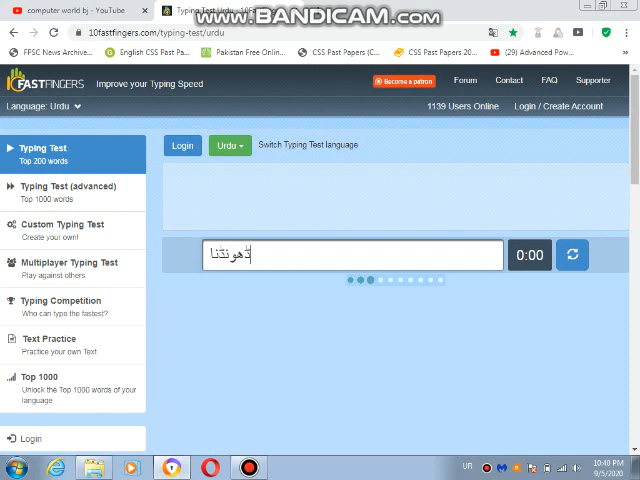 computer world bj - YouTube
Typing Test Urdu - 10Fast
www.BANDICAM.com
10fastfingers.com/typing-test/urdu
FPSC News Archive...
English CSS Past P...
Pakistan Free Onlin...
CSS Past Papers (C...
CSS Past Papers 20...
(29) Advanced Pow...
FASTFINGERS
Improve your Typing Speed
Become a patron
Forum
Contact
FAQ
Supporter
Language: Urdu
1139 Users Online
Login / Create Account
Typing Test
Top 200 words
Typing Test (advanced)
Top 1000 words
Custom Typing Test
Create your own!
Multiplayer Typing Test
Play against others
Typing Competition
Who can type the fastest?
Text Practice
Practice your own Text
Top 1000
Unlock the Top 1000 words of your
language
Login
Login
Urdu
Switch Typing Test language
ڈھونڈنا
0:00
UR
10:40 PM
9/5/2020